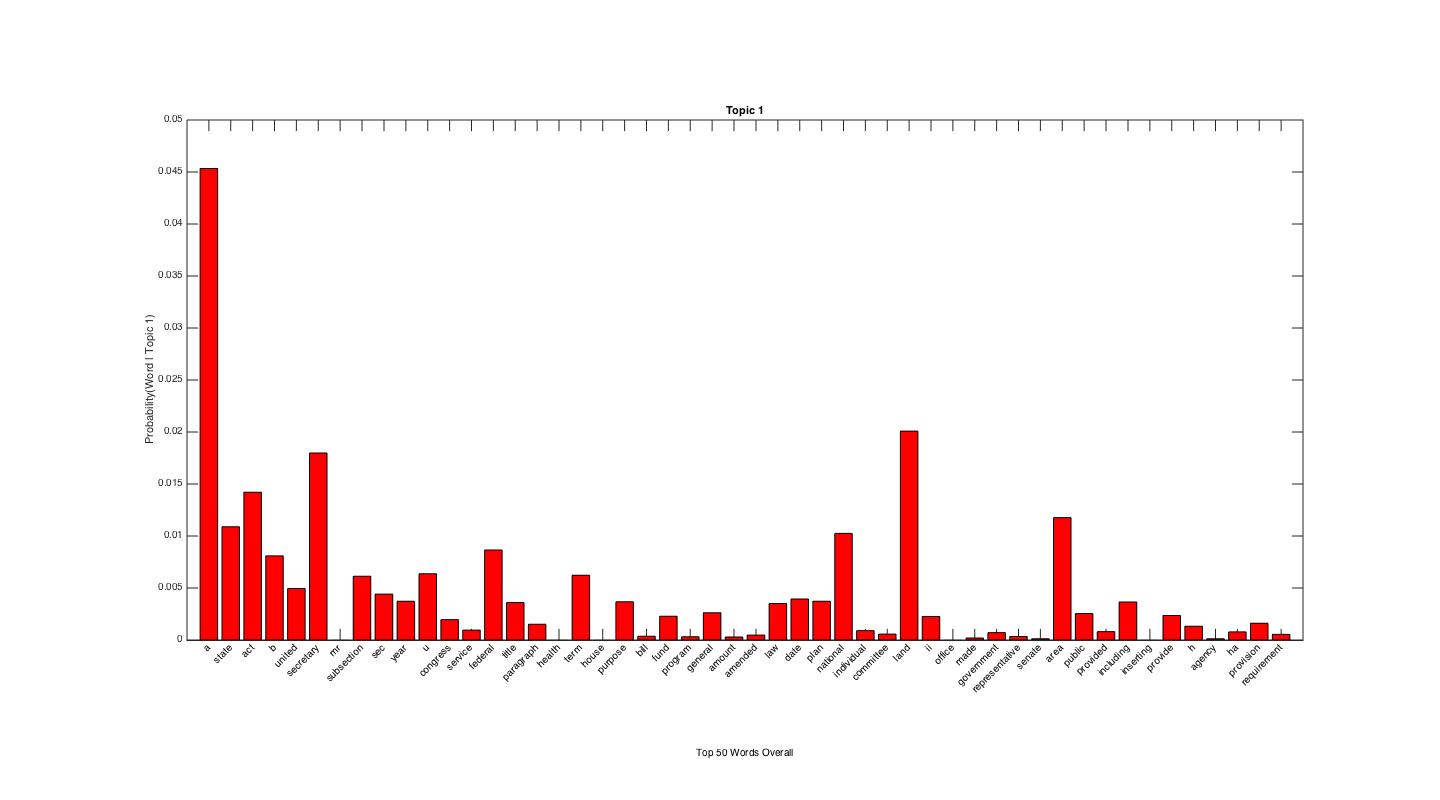 Topic 1
0.05
0.045
0.04
0.035
0.03
0.025
0.02
0.015
0.01
0.005
0
Probability(Word | Topic 1)
a
state
act
b
united
secretary
mr
subsection
sec
year
u
congress
service
federal
title
paragraph
health
term
house
purpose
bill
fund
program
general
amount
amended
law
date
plan
national
individual
committee
land
ii
office
made
government
representative
senate
area
public
provided
including
inserting
provide
h
agency
ha
provision
requirement
Top 50 Words Overall